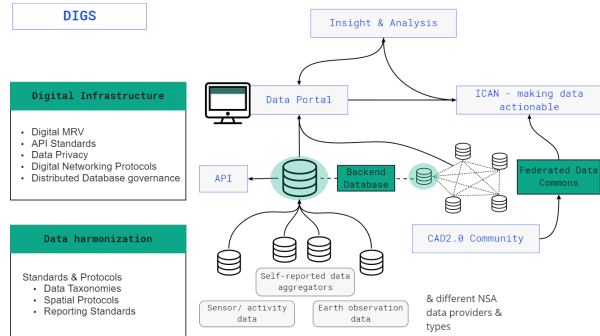 DIGS
Insight & Analysis
Digital Infrastructure
Digital MRV
API Standards
Data Privacy
Digital Networking Protocols
Distributed Database governance
Data Portal
ICAN – making data
actionable
API
Backend
Database
Federated Data
Commons
Data harmonization
Standards & Protocols
Data Taxonomies
Spatial Protocols
Reporting Standards
CAD2.0 Community
Self-reported data
aggregators
Sensor/ activity
data
Earth observation
data
& different NSA
data providers &
types